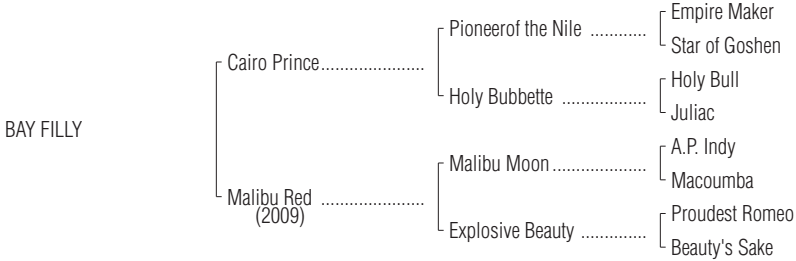 Empire Maker
Pioneerof the Nile ............
Star of Goshen
Cairo Prince......................
Holy Bull
Holy Bubbette ..................
Juliac
BAY FILLY
A.P. Indy
Malibu Moon....................
Macoumba
Malibu Red ......................
(2009)
Proudest Romeo
Explosive Beauty ..............
Beauty's Sake